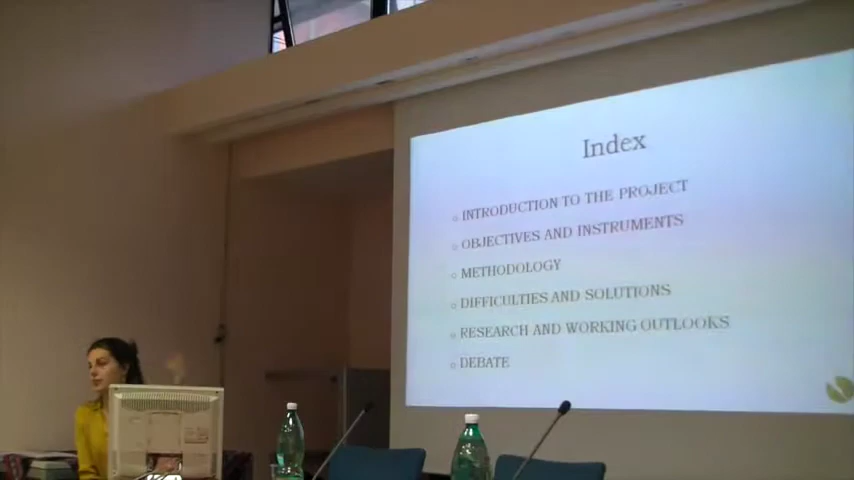 Index
INTRODUCTION TO THE PROJECT
OBJECTIVES AND INSTRUMENTS
METHODOLOGY
DIFFICULTIES AND SOLUTIONS
RESEARCH AND WORKING OUTLOOKS
DEBATE